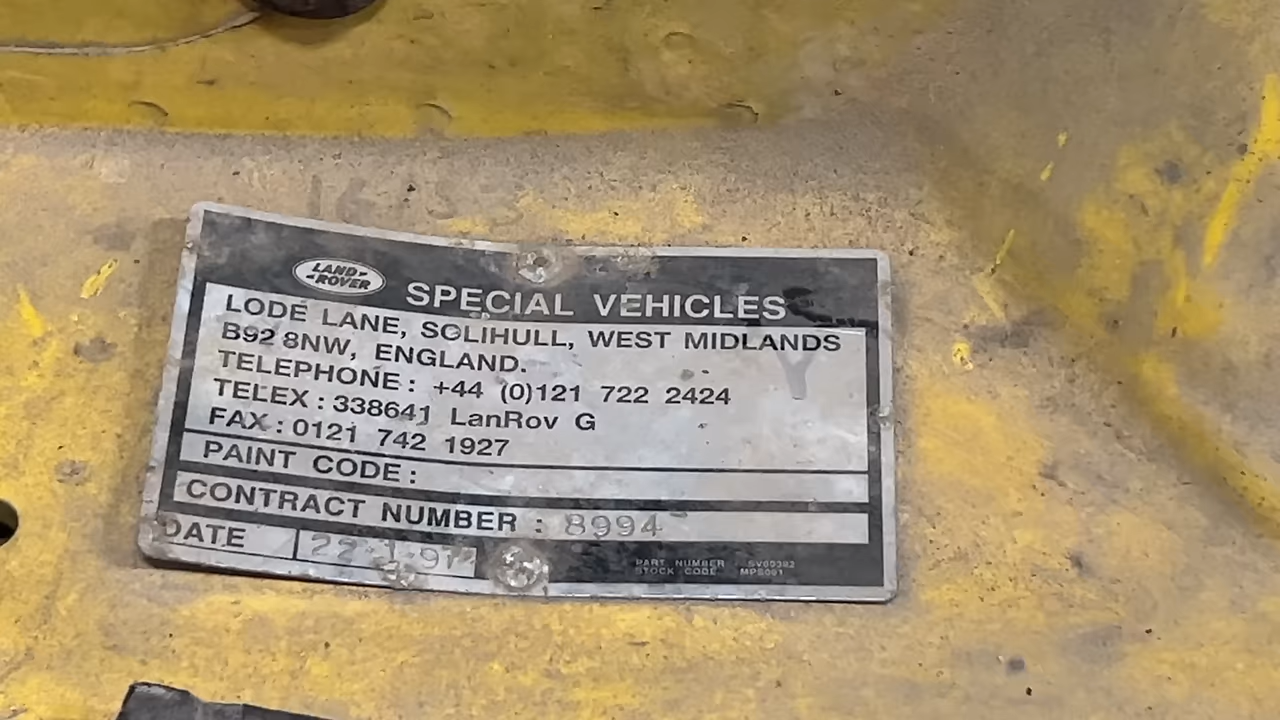 LAND-
-ROVER
SPECIAL VEHICLES
LODE LANE, SOLIHULL, WEST MIDLANDS
B92 8NW, ENGLAND.
TELEPHONE: +44 (0)121 722 2424
TELEX: 338641 LanRov G
FAX: 0121 742 1927
PAINT CODE:
CONTRACT NUMBER: 8994
DATE
PART NUMBER
STOCK CODE